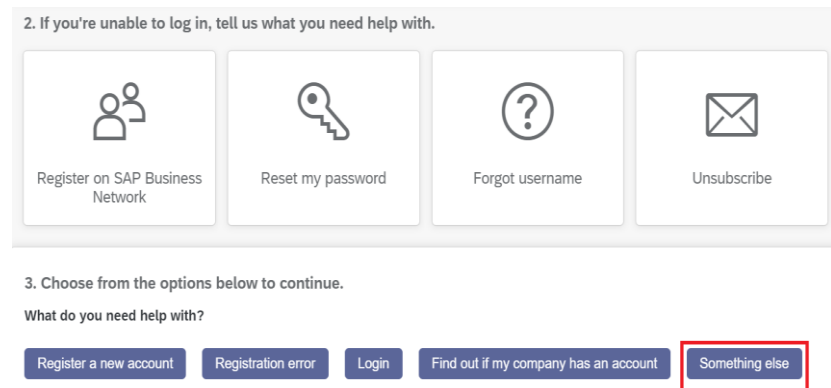 2. If you're unable to log in, tell us what you need help with.
Register on SAP Business
Network
Reset my password
Forgot username
Unsubscribe
3. Choose from the options below to continue.
What do you need help with?
Register a new account
Registration error
Login
Find out if my company has an account
Something else